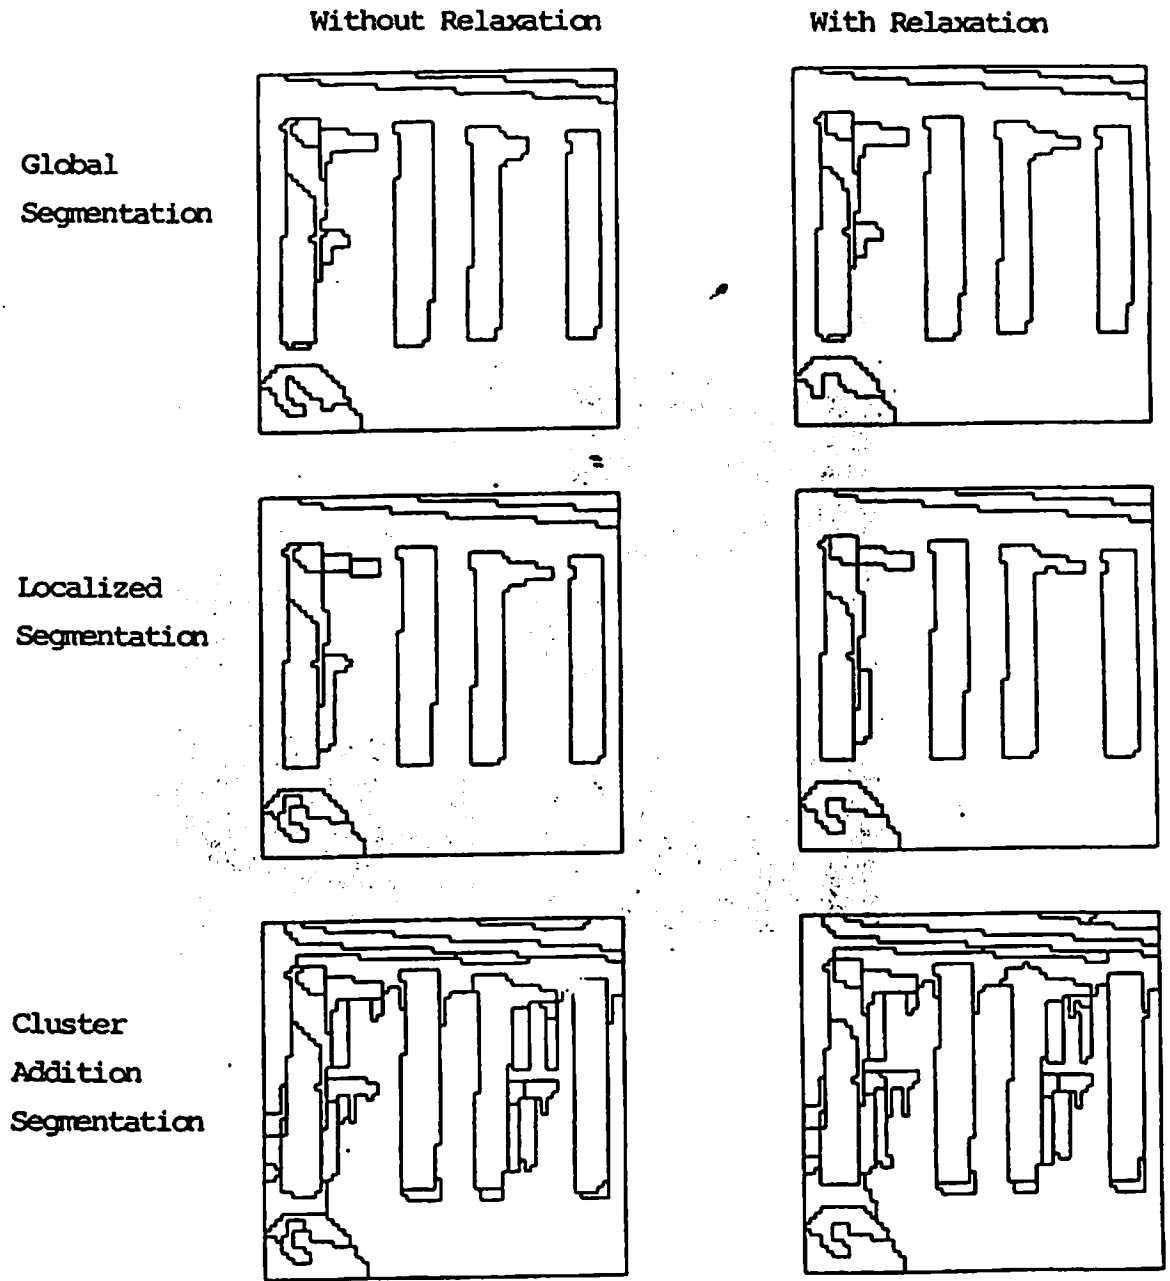 Without Relaxation
With Relaxation
Global
Segmentation
Localized
Segmentation
Cluster
Addition
Segmentation